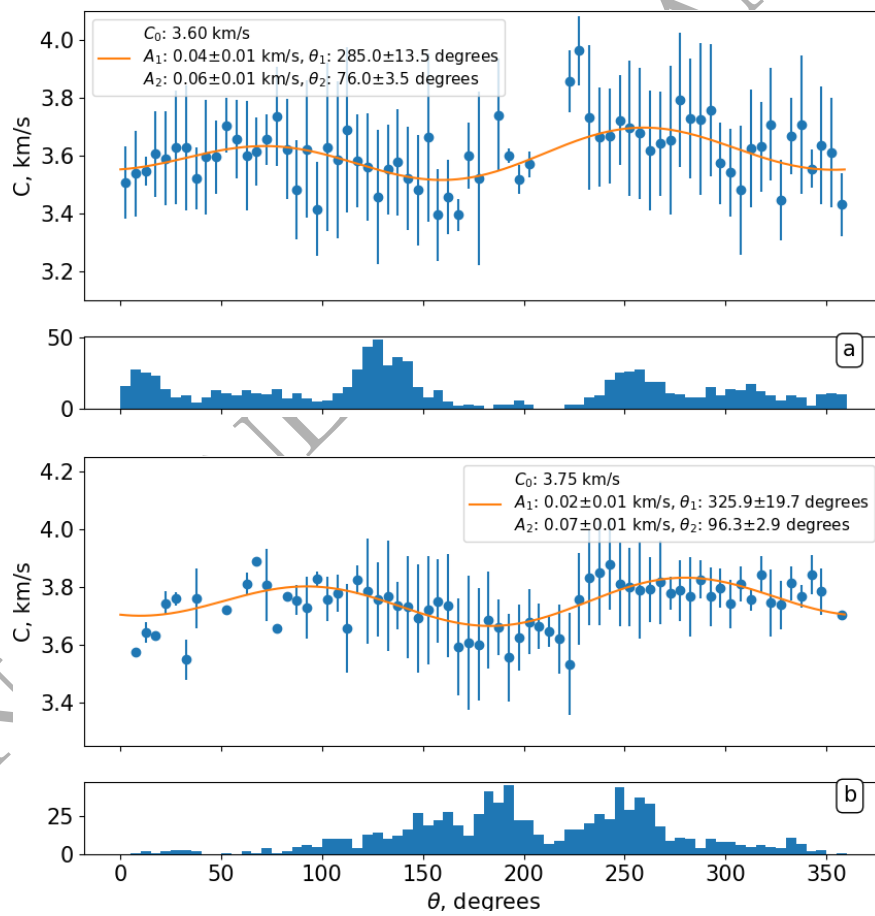 C₀: 3.60 km/s
A₁: 0.04±0.01 km/s, θ₁: 285.0±13.5 degrees
A₂: 0.06±0.01 km/s, θ₂: 76.0±3.5 degrees
C, km/s
4.0
3.8
3.6
3.4
3.2
50
0
a
C₀: 3.75 km/s
A₁: 0.02±0.01 km/s, θ₁: 325.9±19.7 degrees
A₂: 0.07±0.01 km/s, θ₂: 96.3±2.9 degrees
C, km/s
4.2
4.0
3.8
3.6
3.4
25
0
b
0 50 100 150 200 250 300 350
θ, degrees